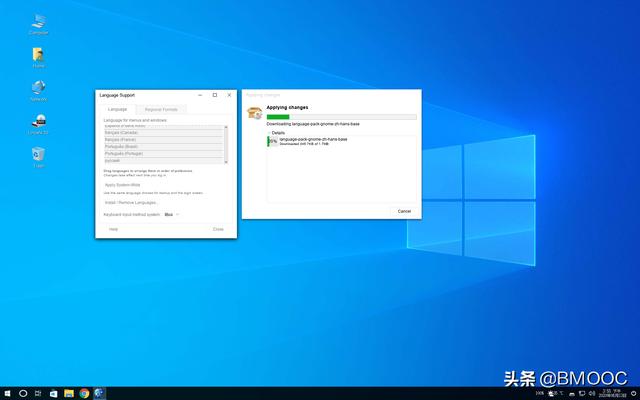 Computer
Home
Network
Trash
Language Support
Language
Regional Formats
Language for menus and windows
français (Canada)
français (France)
Português (Brasil)
Português (Portugal)
русский
Drag languages to arrange them in order of preference.
Changes take effect next time you log in.
Apply System-Wide
Use the same language choices for startup and the login screen.
Install / Remove Languages...
Keyboard input method system:
IBus
Help
Close
Applying changes
Applying changes
Downloading language-pack-gnome-zh-hans-base
Details
language-pack-gnome-zh-hans-base
Cancel
100%
头条 @BMOOC